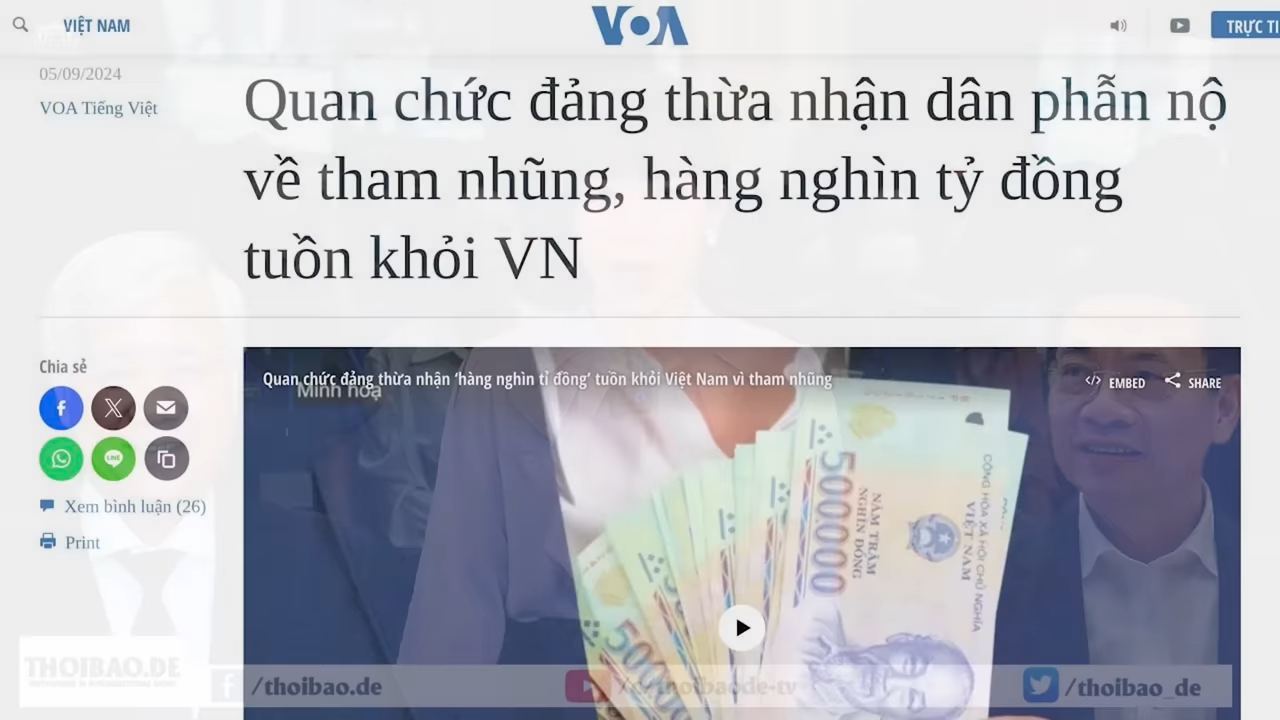 VIỆT NAM
VOA
TRỰC TI
05/09/2024
VOA Tiếng Việt
Quan chức đảng thừa nhận dân phẫn nộ
về tham nhũng, hàng nghìn tỷ đồng
tuồn khỏi VN
Chia sẻ
Quan chức đảng thừa nhận ‘hàng nghìn tỉ đồng’ tuồn khỏi Việt Nam vì tham nhũng
EMBED
SHARE
Minh hoạ
LINE
Xem bình luận (26)
Print
CỘNG HÒA XÃ HỘI CHỦ NGHĨA
VIỆT NAM
NĂM TRĂM
NGHÌN ĐỒNG
500000
THOIBAO.DE
/thoibao.de
/thoibao_de